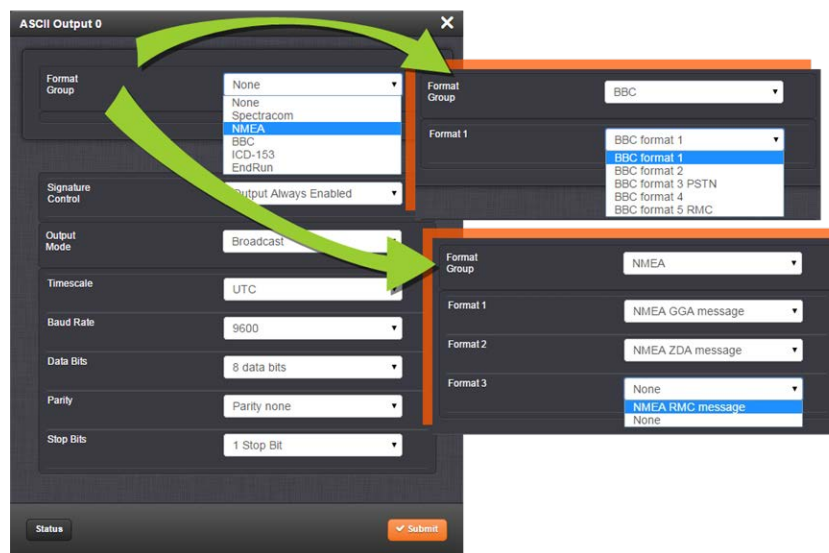 ASCII Output 0
Format
Group
None
None
Spectracom
NMEA
BBC
ICD-153
EndRun
Signature
Control
Output Always Enabled
Output
Mode
Broadcast
Timescale
UTC
Baud Rate
9600
Data Bits
8 data bits
Parity
Parity none
Stop Bits
1 Stop Bit
Status
Submit
Format
Group
BBC
Format 1
BBC format 1
BBC format 1
BBC format 2
BBC format 3 PSTN
BBC format 4
BBC format 5 RMC
Format
Group
NMEA
Format 1
NMEA GGA message
Format 2
NMEA ZDA message
Format 3
None
NMEA RMC message
None